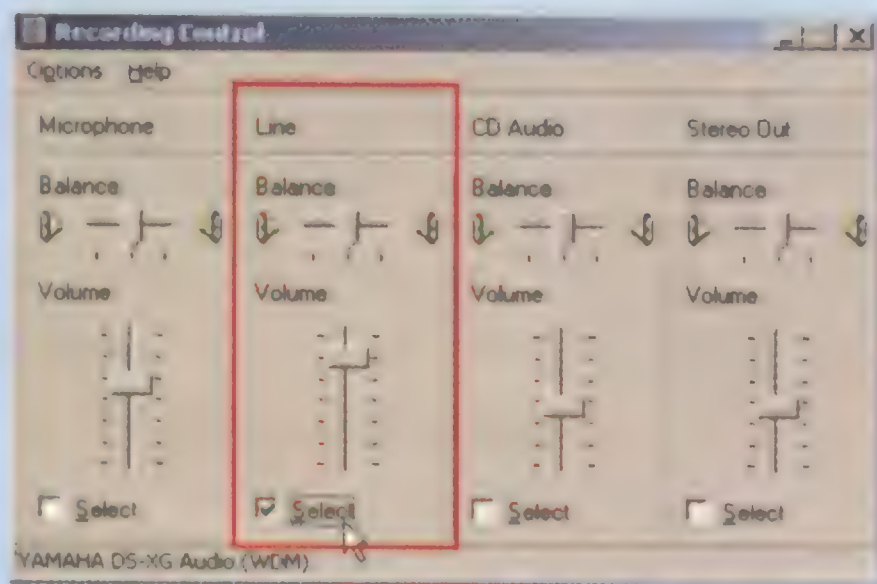 Recording Control
Options Help
Microphone Line CD Audio Stereo Out
Balance Balance Balance Balance
Volume Volume Volume Volume
Select Select Select Select
YAMAHA DS-XG Audio (WDM)